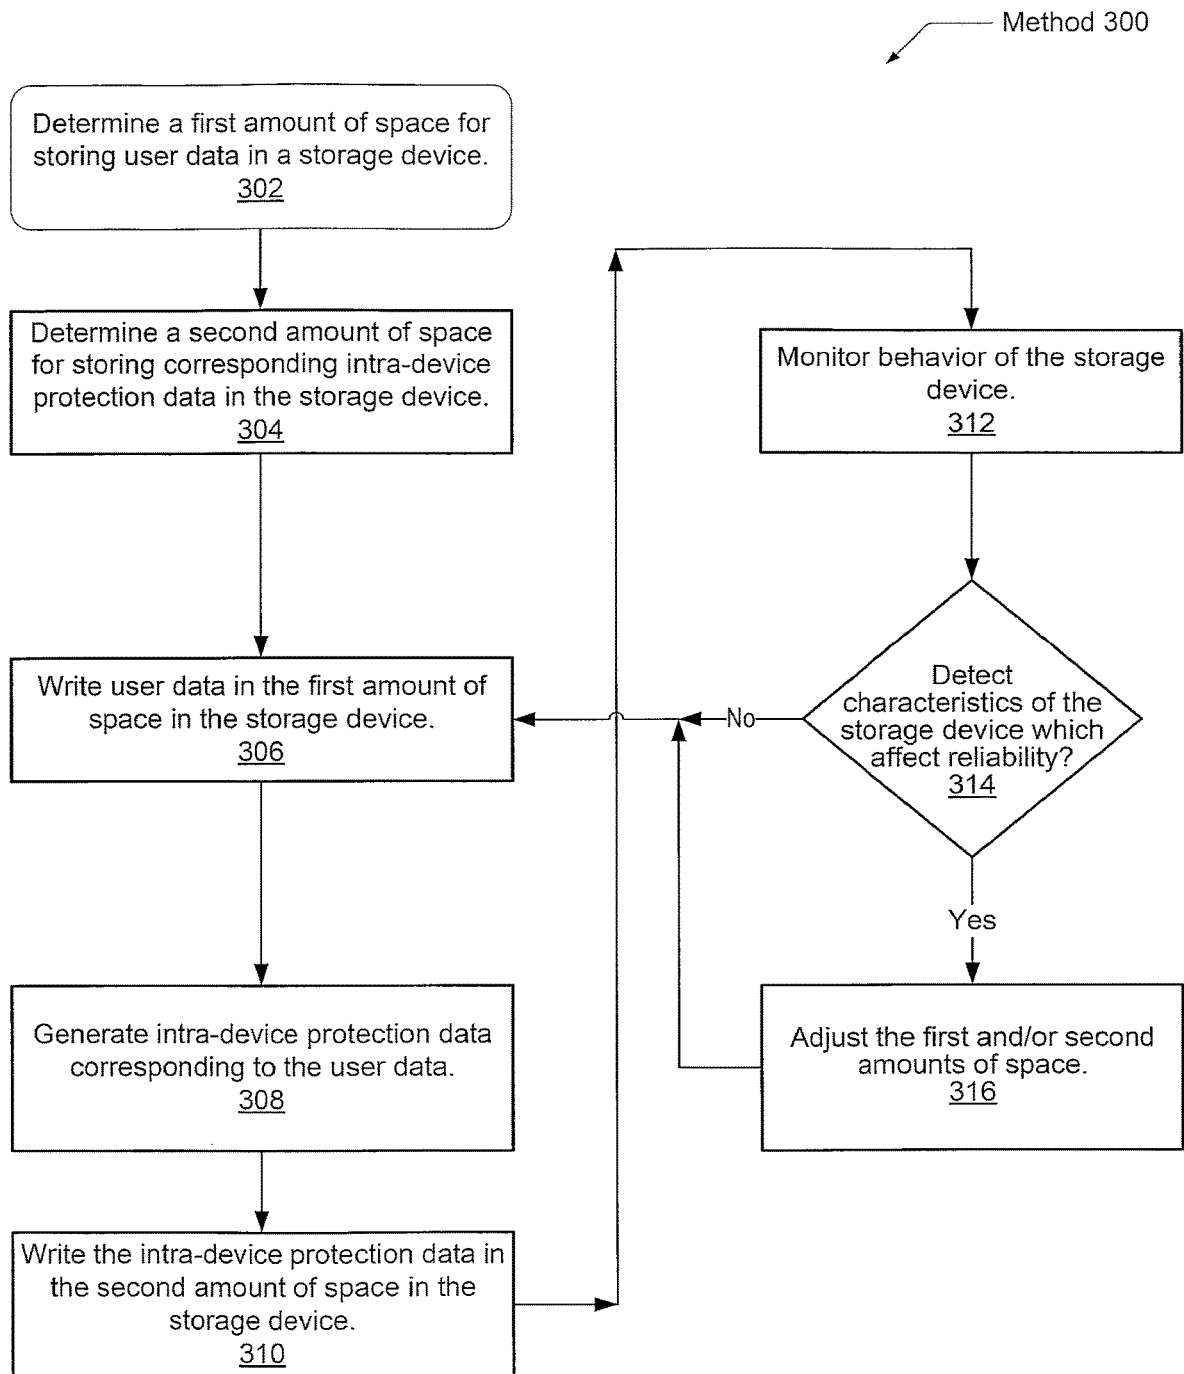 Method 300
Determine a first amount of space for
storing user data in a storage device.
302
Determine a second amount of space
for storing corresponding intra-device
protection data in the storage device.
304
Write user data in the first amount of
space in the storage device.
306
Generate intra-device protection data
corresponding to the user data.
308
Write the intra-device protection data in
the second amount of space in the
storage device.
310
Monitor behavior of the storage
device.
312
Detect
characteristics of the
storage device which
affect reliability?
314
No
Yes
Adjust the first and/or second
amounts of space.
316